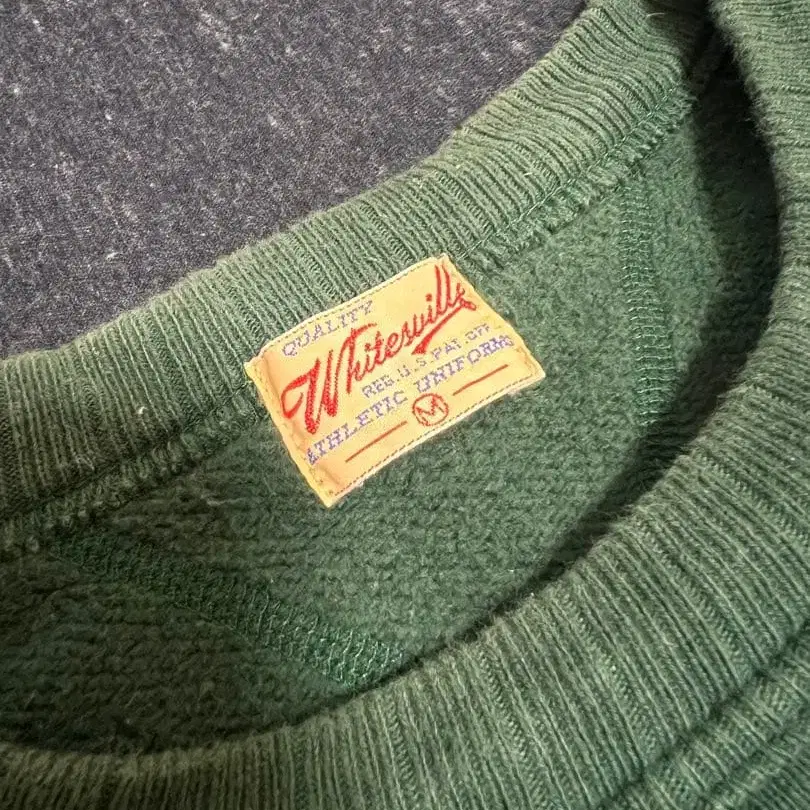 QUALITY
Whitesville
REG. U.S. PAT. OFF
ATHLETIC UNIFORMS
M